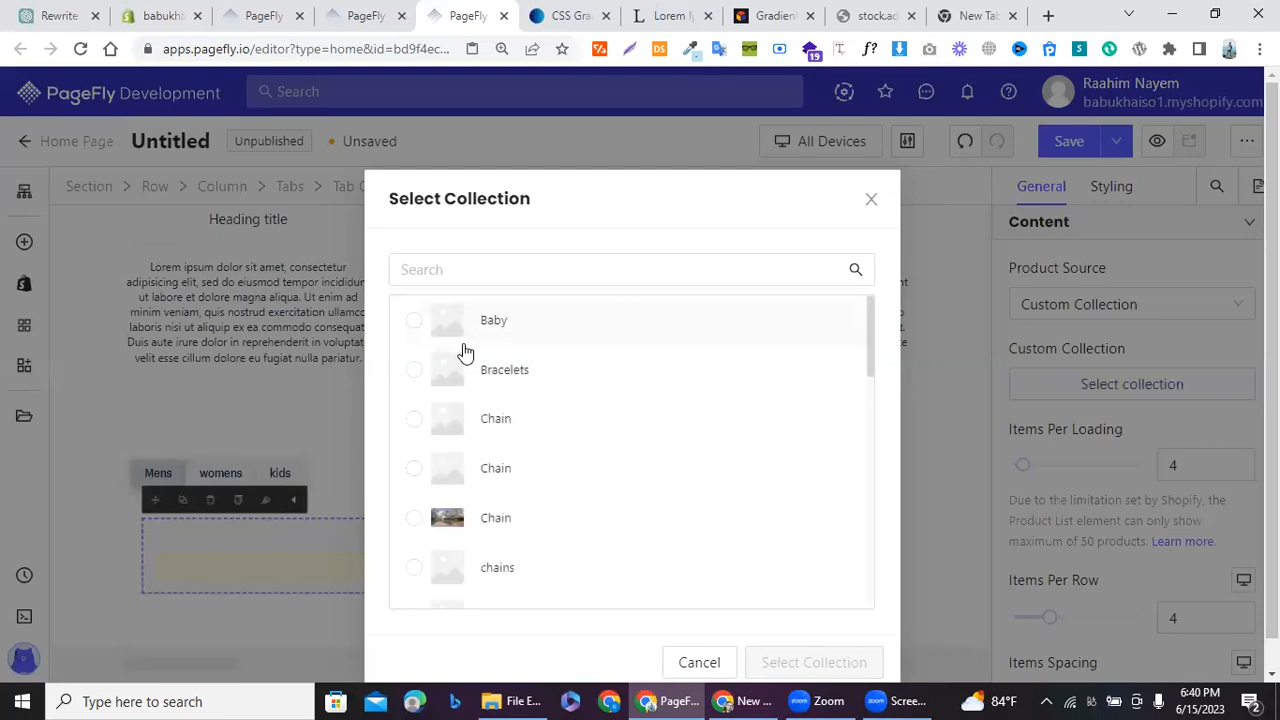 Rewrite
babukha
PageFly
PageFly
PageFly
CSS Gra
Lorem Ip
Gradien
stock.ad
New Tab
apps.pagefly.io/editor?type=home&id=bd9f4ec...
19
PageFly Development
Search
Raahim Nayem
babukhaiso1.myshopify.com
Home Page
Untitled
Unpublished
Unsaved
All Devices
Save
Section
Row
Column
Tabs
Tab C
General
Styling
Heading title
Lorem ipsum dolor sit amet, consectetur
adipiscing elit, sed do eiusmod tempor incididunt
ut labore et dolore magna aliqua. Ut enim ad
minim veniam, quis nostrud exercitation ullamco
laboris nisi ut aliquip ex ea commodo consequat.
Duis aute irure dolor in reprehenderit in voluptate
velit esse cillum dolore eu fugiat nulla pariatur.
Mens
womens
kids
Select Collection
Search
Baby
Bracelets
Chain
Chain
Chain
chains
Cancel
Select Collection
Content
Product Source
Custom Collection
Custom Collection
Select collection
Items Per Loading
4
Due to the limitation set by Shopify, the
Product List element can only show
maximum of 50 products. Learn more.
Items Per Row
4
Items Spacing
Type here to search
File E...
PageF...
New ...
Zoom
Scree...
84°F
6:40 PM
6/15/2023